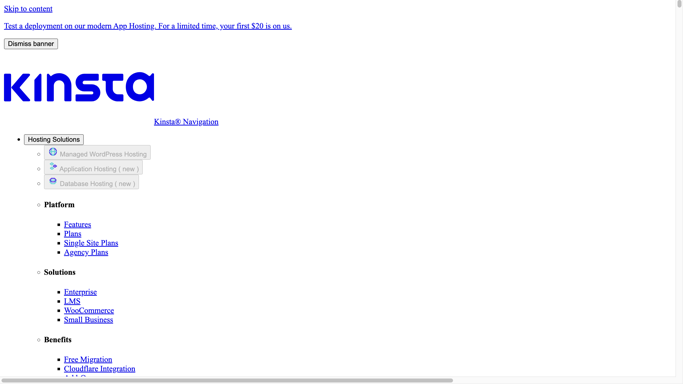 Skip to content
Test a deployment on our modern App Hosting. For a limited time, your first $20 is on us.
Dismiss banner
Kinsta
Kinsta® Navigation
Hosting Solutions
Managed WordPress Hosting
Application Hosting ( new )
Database Hosting ( new )
Platform
Features
Plans
Single Site Plans
Agency Plans
Solutions
Enterprise
LMS
WooCommerce
Small Business
Benefits
Free Migration
Cloudflare Integration